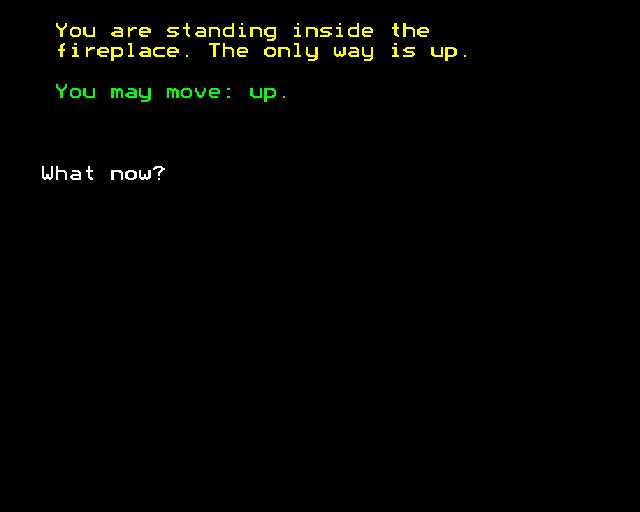 You are standing inside the
fireplace. The only way is up.
You may move: up.
What now?